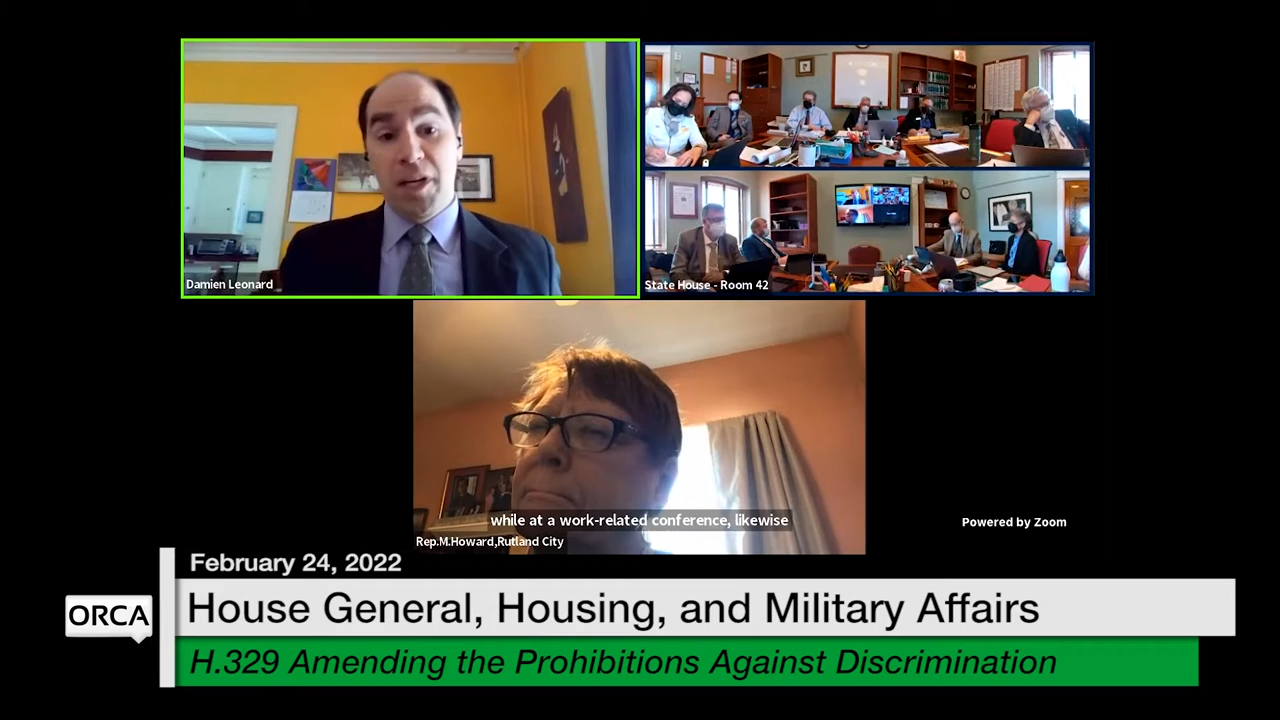 Damien Leonard
State House - Room 42
while at a work-related conference, likewise
Rep.M.Howard,Rutland City
Powered by Zoom
February 24, 2022
ORCA
House General, Housing, and Military Affairs
H.329 Amending the Prohibitions Against Discrimination